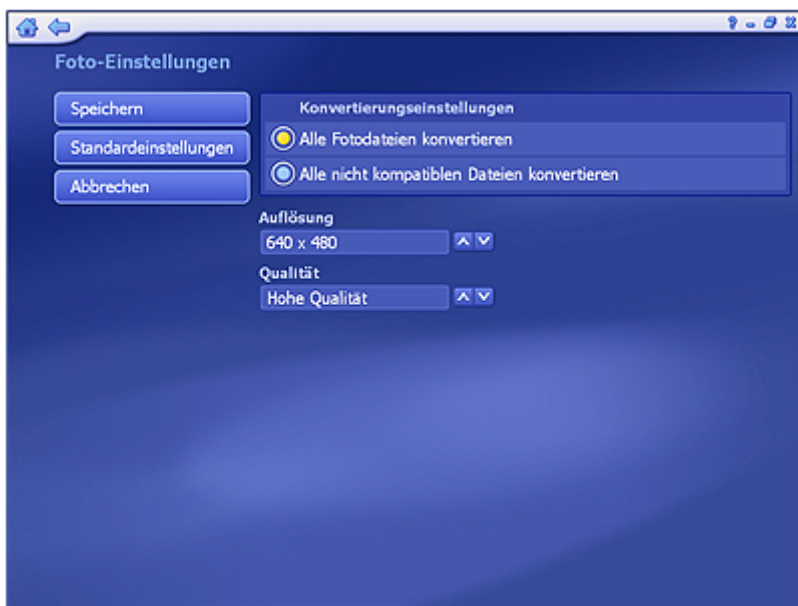 Foto-Einstellungen
Speichern
Standardeinstellungen
Abbrechen
Konvertierungseinstellungen
Alle Fotodateien konvertieren
Alle nicht kompatiblen Dateien konvertieren
Auflösung
640 x 480
Qualität
Hohe Qualität